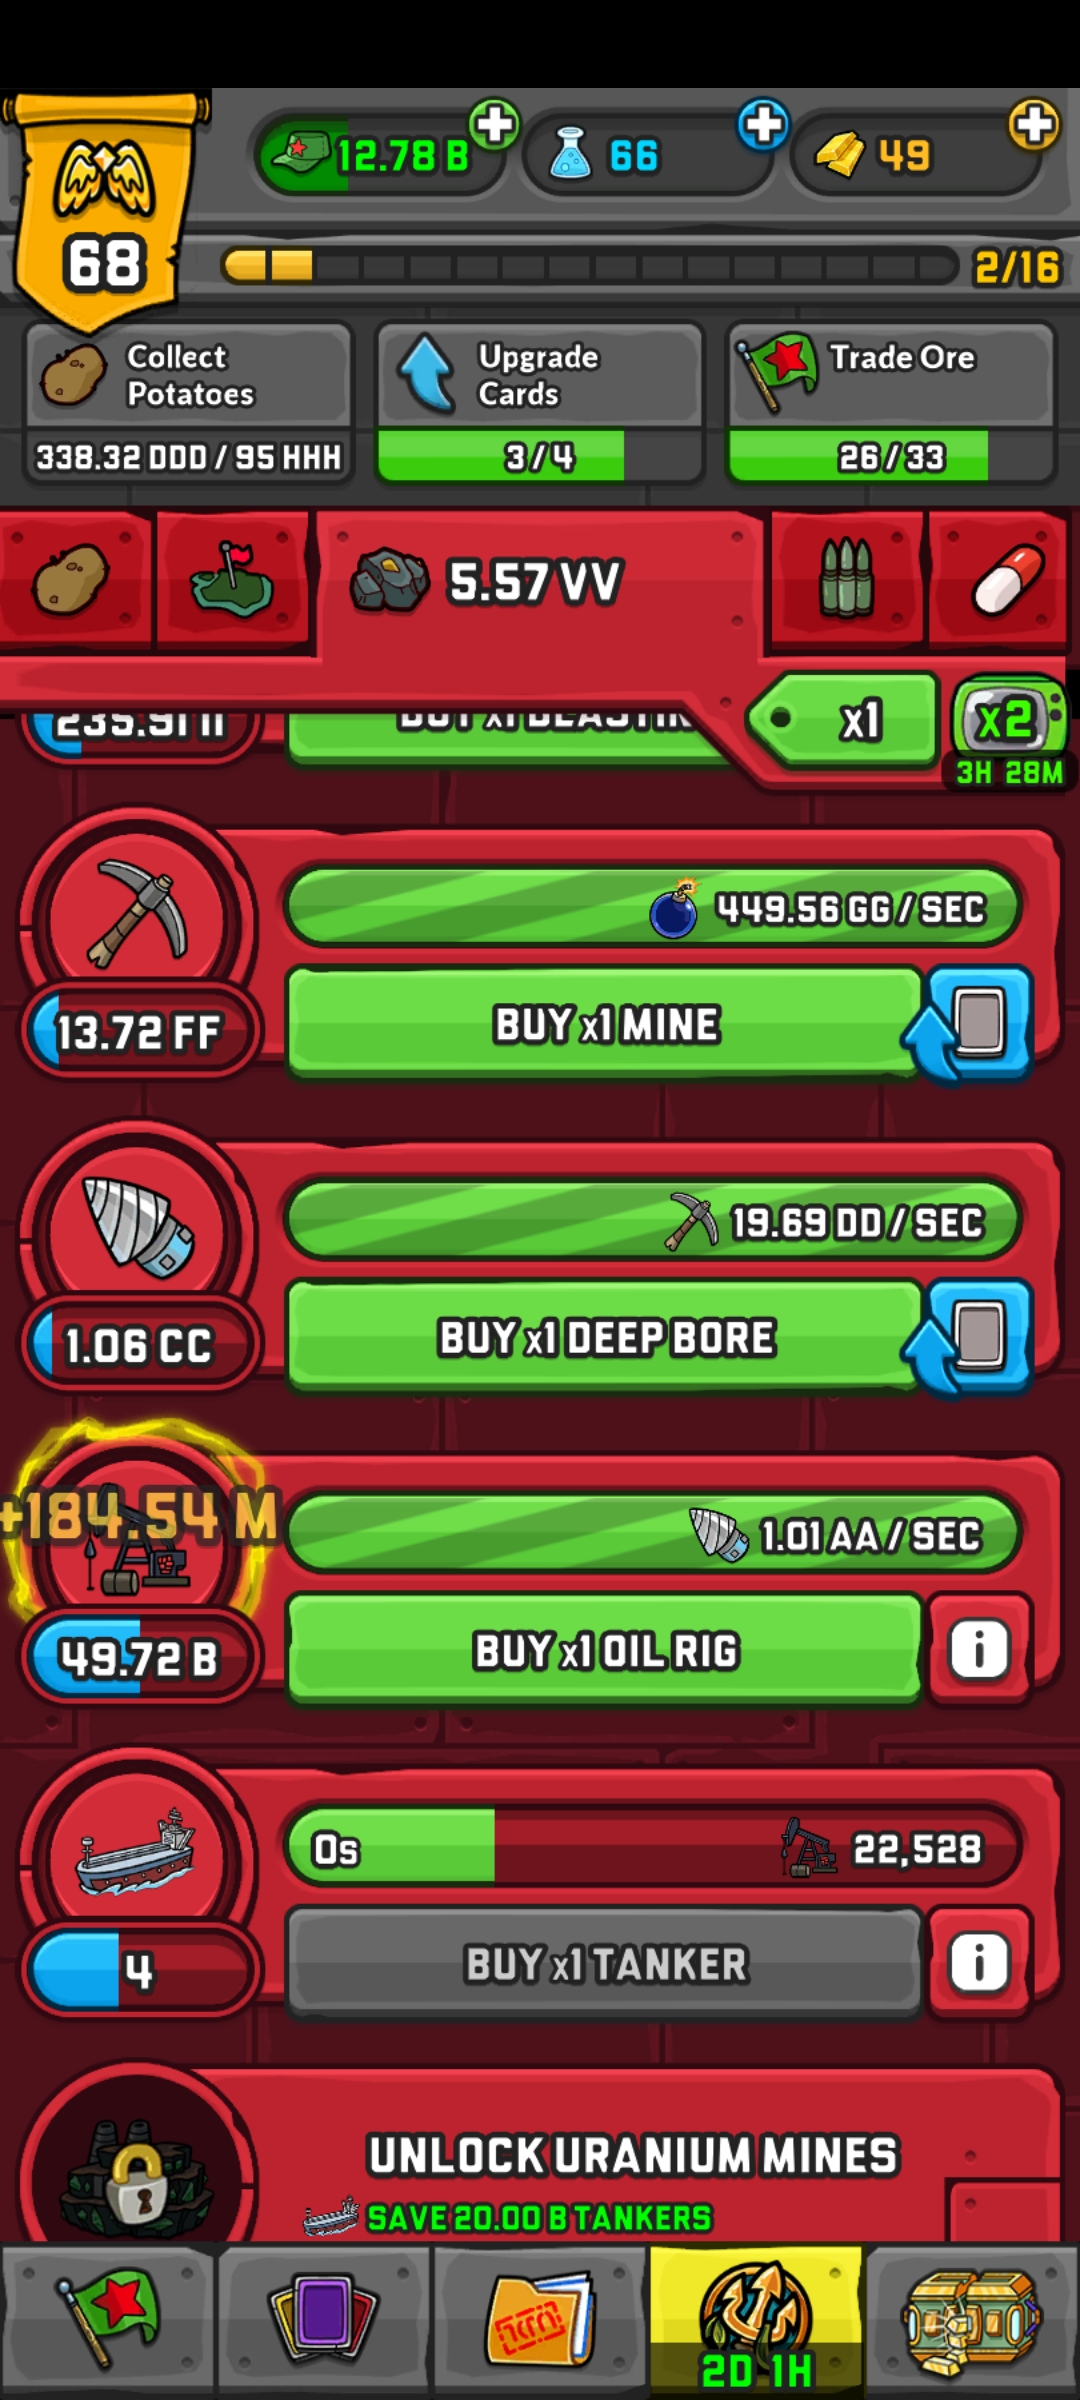 12.78 B
66
49
68
2/16
Collect
Potatoes
338.32 DDD / 95 HHH
Upgrade
Cards
3/4
Trade Ore
26/33
5.57 VV
x1
x2
3H 28M
449.56 GG / SEC
13.72 FF
BUY x1 MINE
19.69 DD / SEC
1.06 CC
BUY x1 DEEP BORE
+184.54 M
1.01 AA / SEC
49.72 B
BUY x1 OIL RIG
i
0s
22,528
4
BUY x1 TANKER
i
UNLOCK URANIUM MINES
SAVE 20.00 B TANKERS
2D 1H